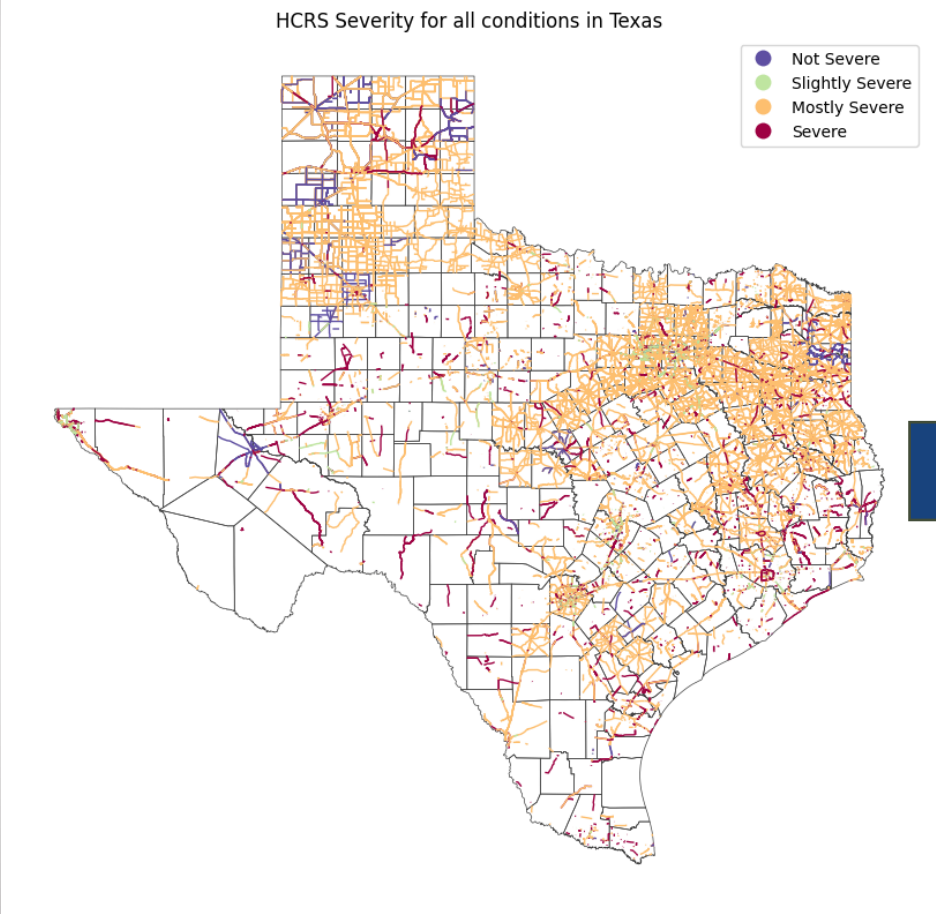 HCRS Severity for all conditions in Texas
Not Severe
Slightly Severe
Mostly Severe
Severe